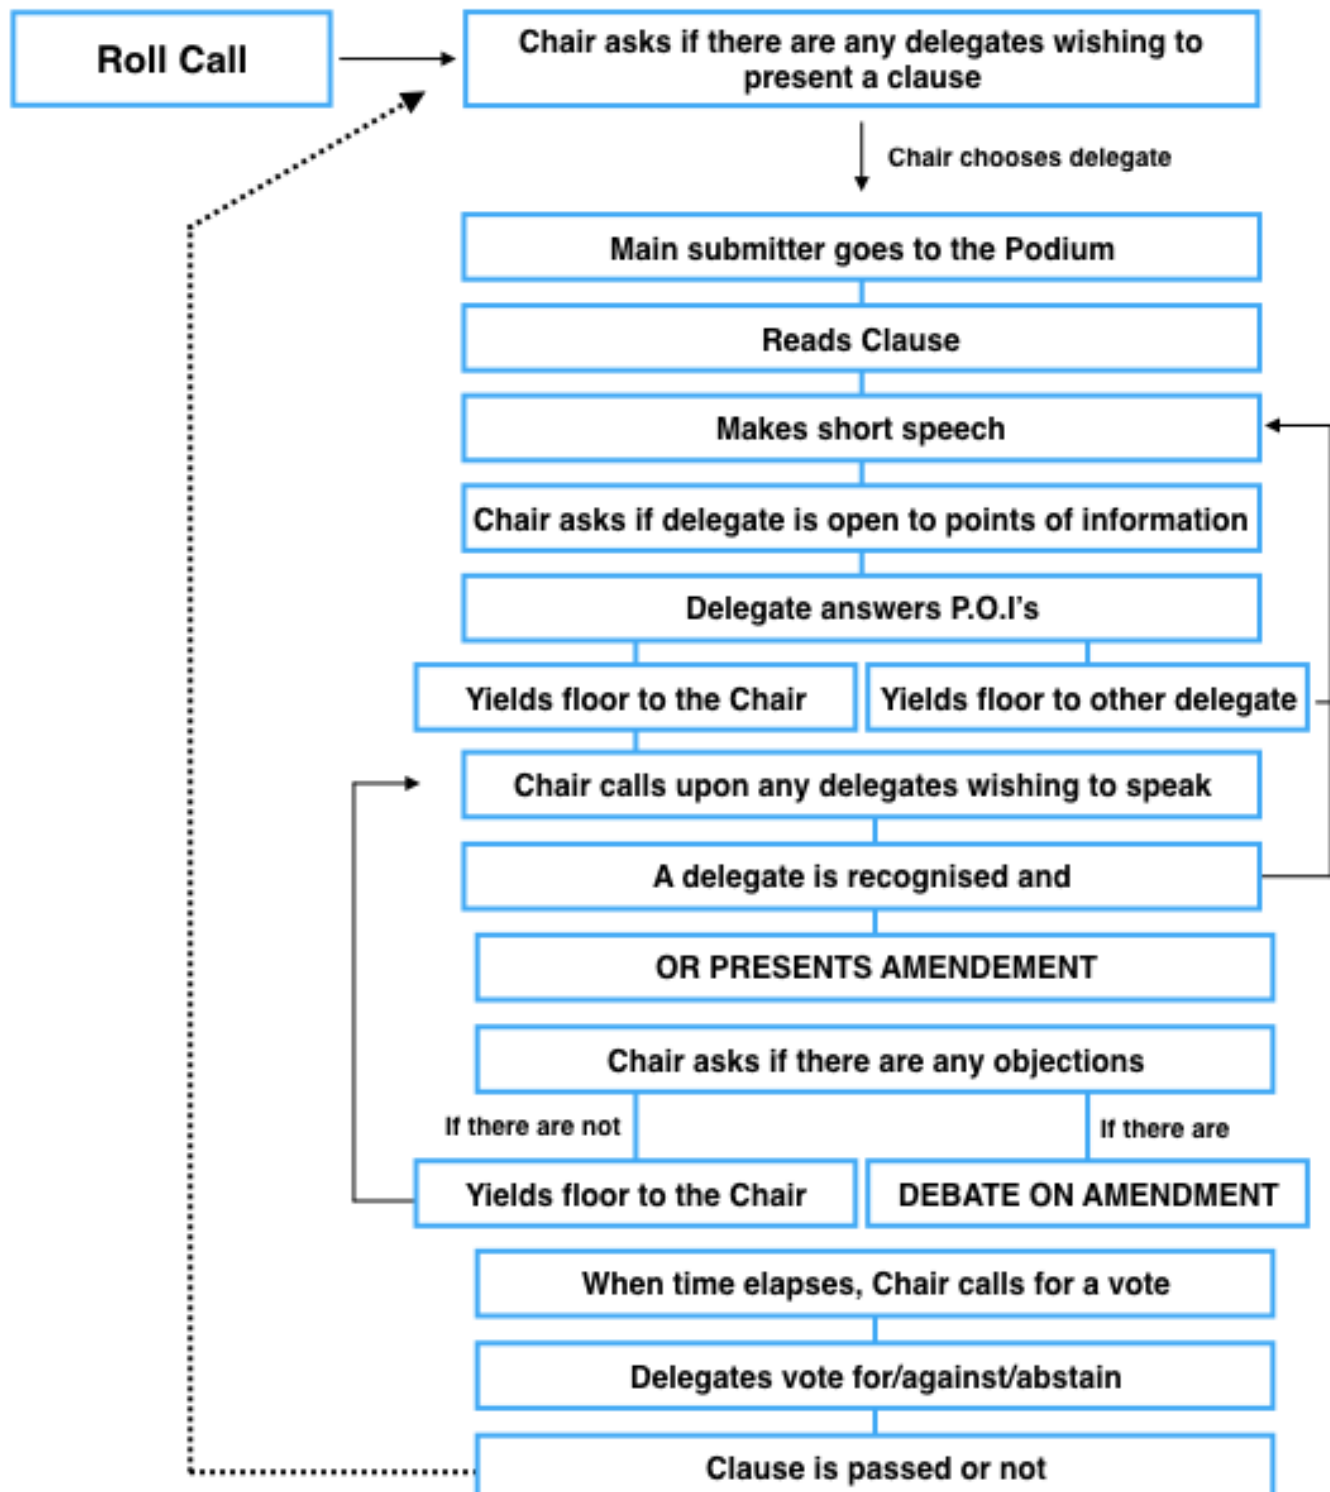 Roll Call
Chair asks if there are any delegates wishing to
present a clause
Chair chooses delegate
Main submitter goes to the Podium
Reads Clause
Makes short speech
Chair asks if delegate is open to points of information
Delegate answers P.O.I's
Yields floor to the Chair
Yields floor to other delegate
Chair calls upon any delegates wishing to speak
A delegate is recognised and
OR PRESENTS AMENDEMENT
Chair asks if there are any objections
If there are not
If there are
Yields floor to the Chair
DEBATE ON AMENDMENT
When time elapses, Chair calls for a vote
Delegates vote for/against/abstain
Clause is passed or not